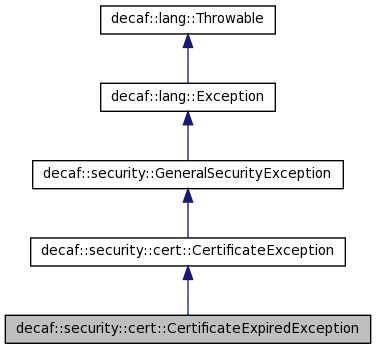 decaf::lang::Throwable
decaf::lang::Exception
decaf::security::GeneralSecurityException
decaf::security::cert::CertificateException
decaf::security::cert::CertificateExpiredException